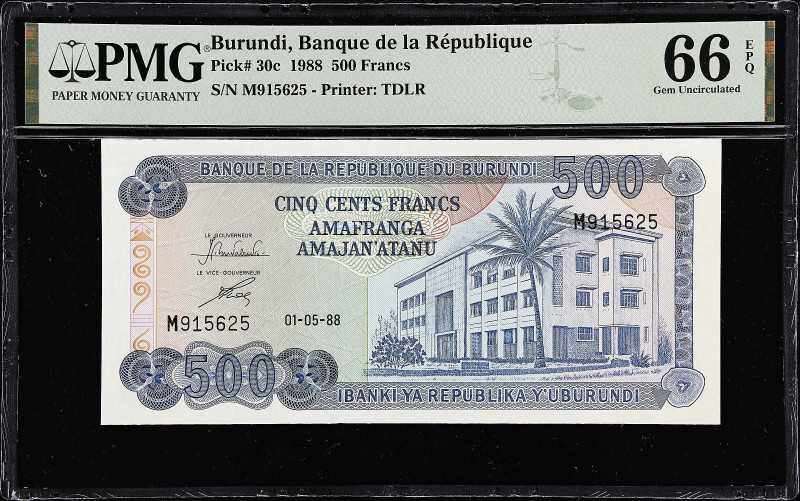 PMG®
PAPER MONEY GUARANTY
Burundi, Banque de la République
Pick# 30c 1988 500 Francs
S/N M915625 - Printer: TDLR
66 EPQ
Gem Uncirculated
BANQUE DE LA REPUBLIQUE DU BURUNDI
500
CINQ CENTS FRANCS
AMAFRANGA
AMAJAN'ATANU
M915625
LE GOUVERNEUR
LE VICE-GOUVERNEUR
M915625
01-05-88
500
IBANKI YA REPUBLIKA Y'UBURUNDI